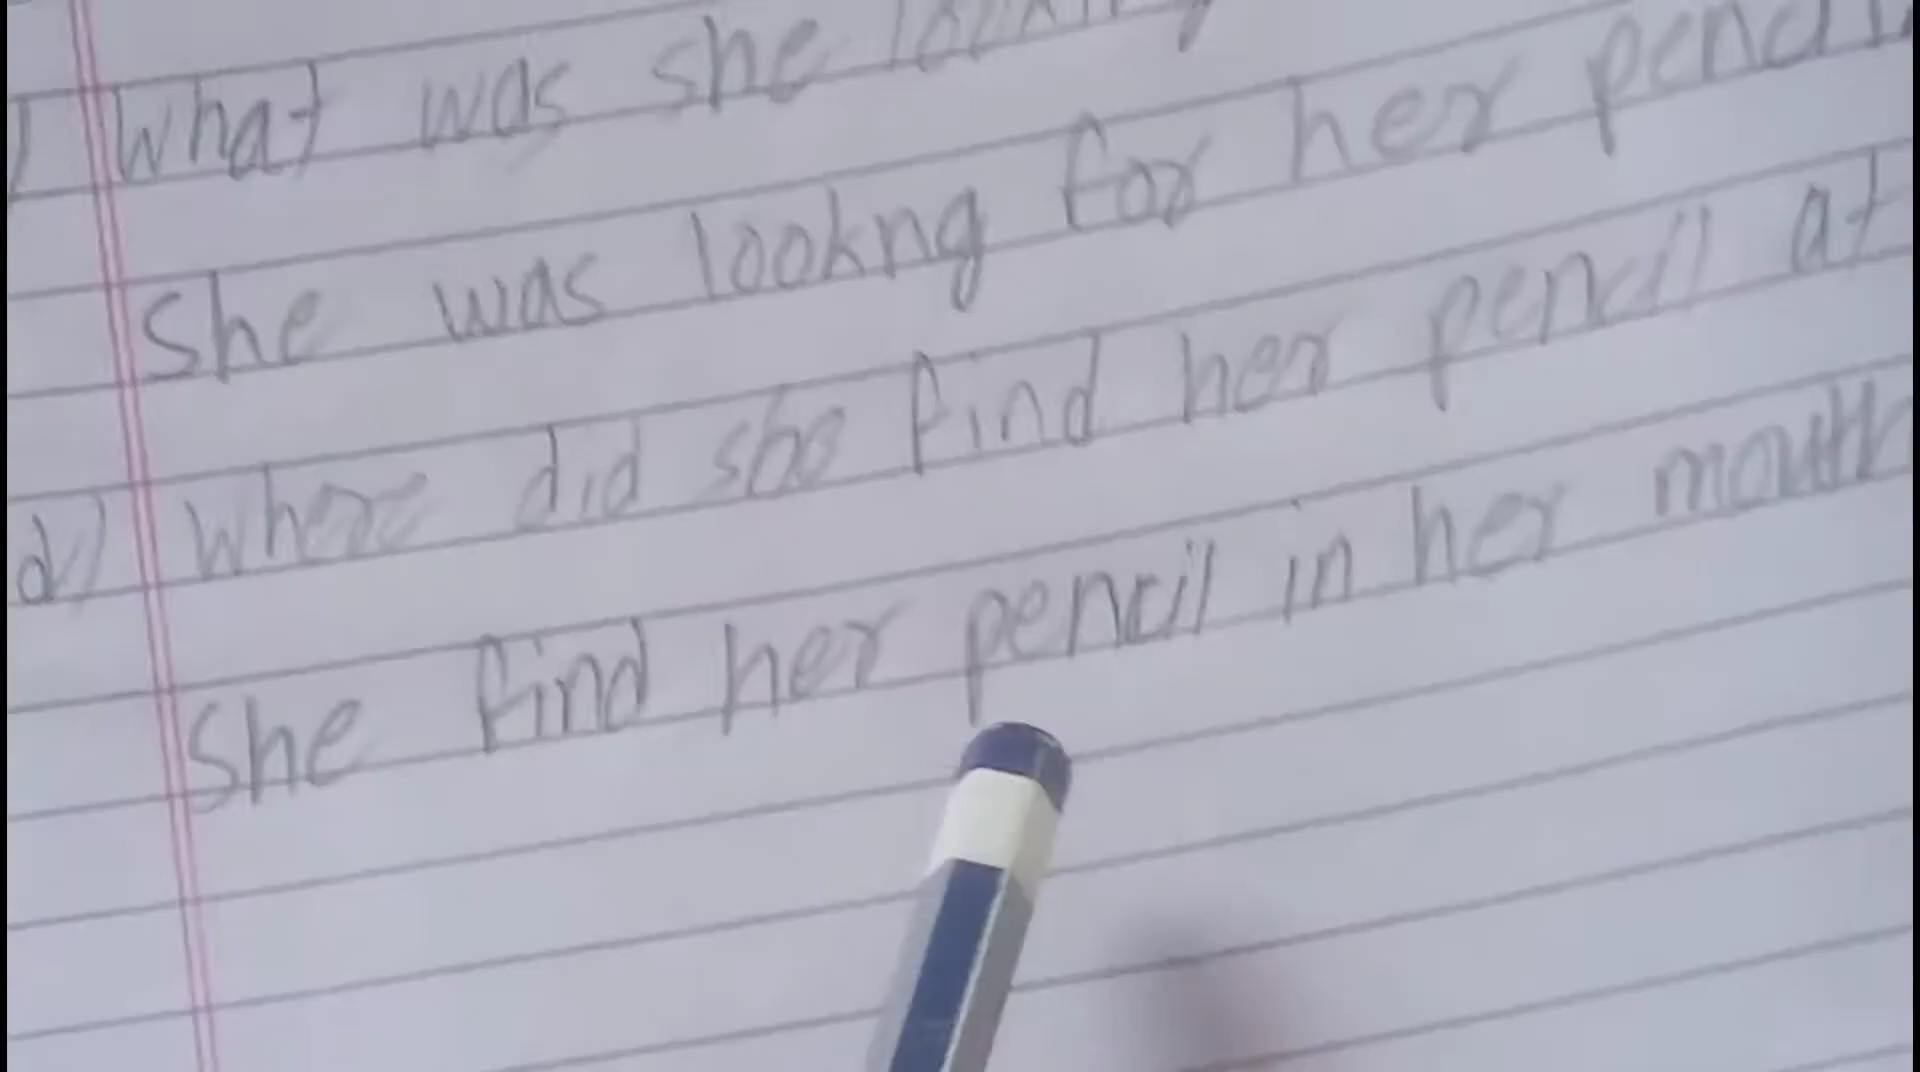 What was she
She was lookng for her pencil
d) Where did she find her pencil at
She find her pencil in her mouth